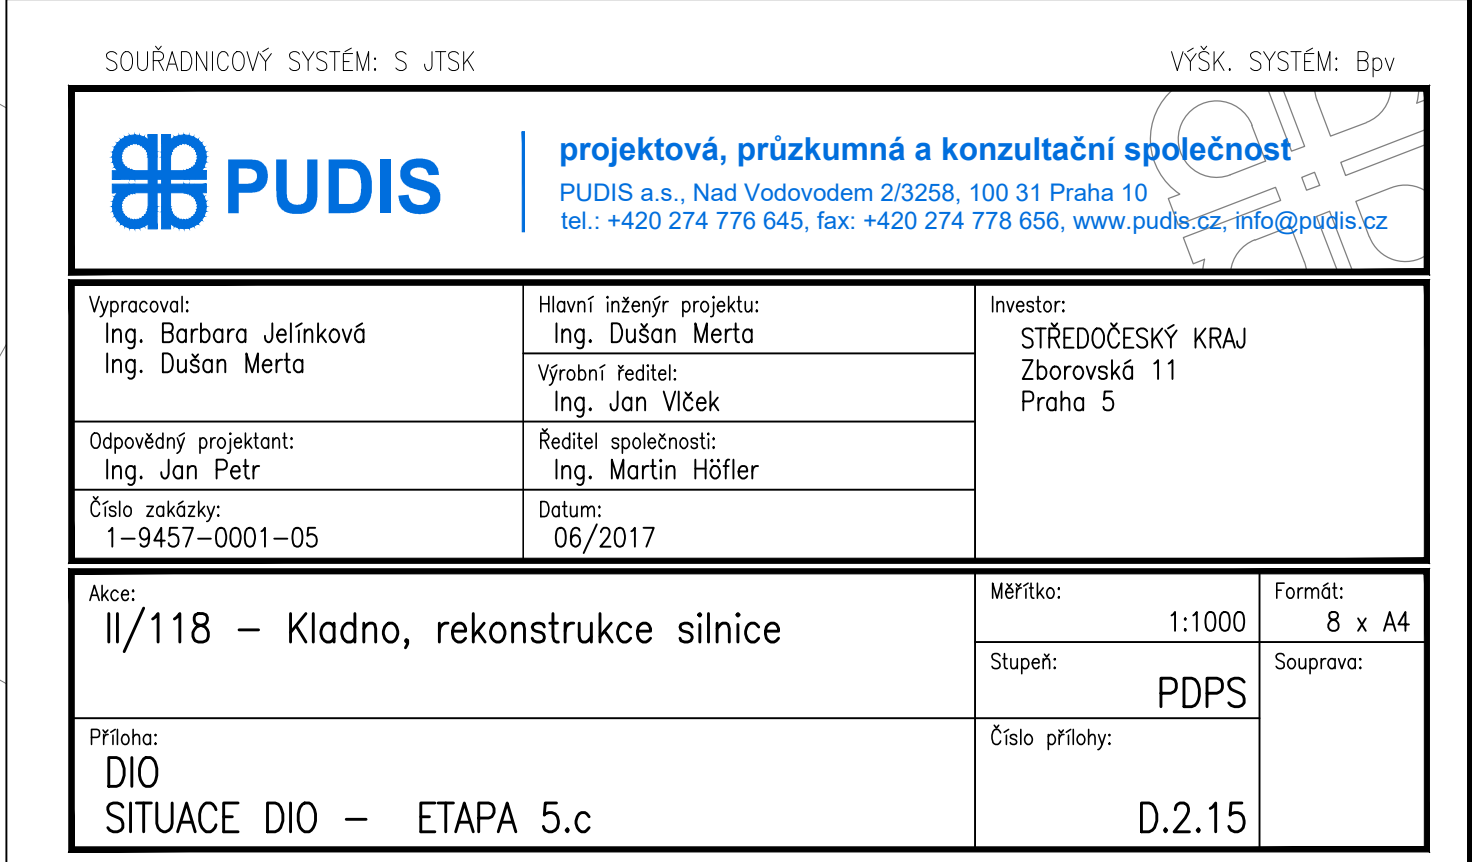 SOUŘADNICOVÝ SYSTÉM: S JTSK
VÝŠK. SYSTÉM: Bpv
PUDIS
projektová, průzkumná a konzultační společnost
PUDIS a.s., Nad Vodovodem 2/3258, 100 31 Praha 10
tel.: +420 274 776 645, fax: +420 274 778 656, www.pudis.cz, info@pudis.cz
Vypracoval:
Ing. Barbara Jelínková
Ing. Dušan Merta
Hlavní inženýr projektu:
Ing. Dušan Merta
Výrobní ředitel:
Ing. Jan Vlček
Investor:
STŘEDOČESKÝ KRAJ
Zborovská 11
Praha 5
Odpovědný projektant:
Ing. Jan Petr
Ředitel společnosti:
Ing. Martin Höfler
Číslo zakázky:
1-9457-0001-05
Datum:
06/2017
Akce:
II/118 - Kladno, rekonstrukce silnice
Měřítko:
1:1000
Formát:
8 x A4
Stupeň:
PDPS
Souprava:
Příloha:
DIO
SITUACE DIO - ETAPA 5.c
Číslo přílohy:
D.2.15